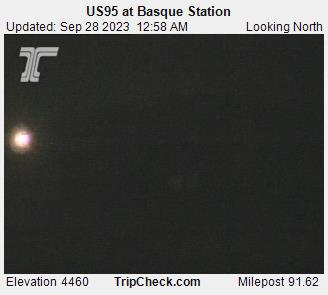 US95 at Basque Station
Updated: Sep 28 2023 12:58 AM Looking North
Elevation 4460 TripCheck.com Milepost 91.62